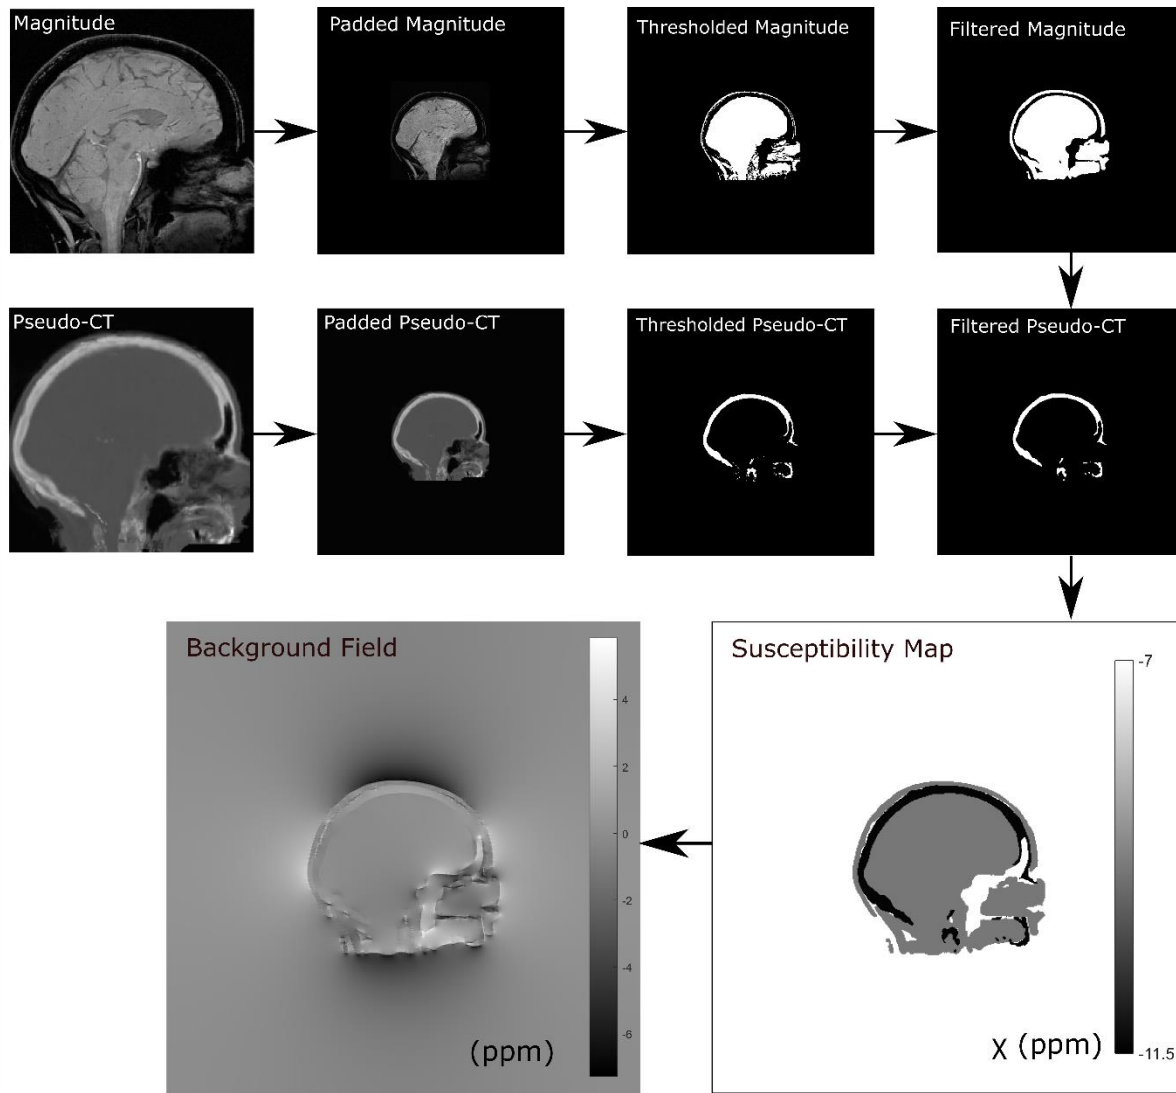 Magnitude
Padded Magnitude
Thresholded Magnitude
Filtered Magnitude
Pseudo-CT
Padded Pseudo-CT
Thresholded Pseudo-CT
Filtered Pseudo-CT
Background Field
4
2
0
-2
-4
-6
(ppm)
Susceptibility Map
-7
-11.5
χ (ppm)